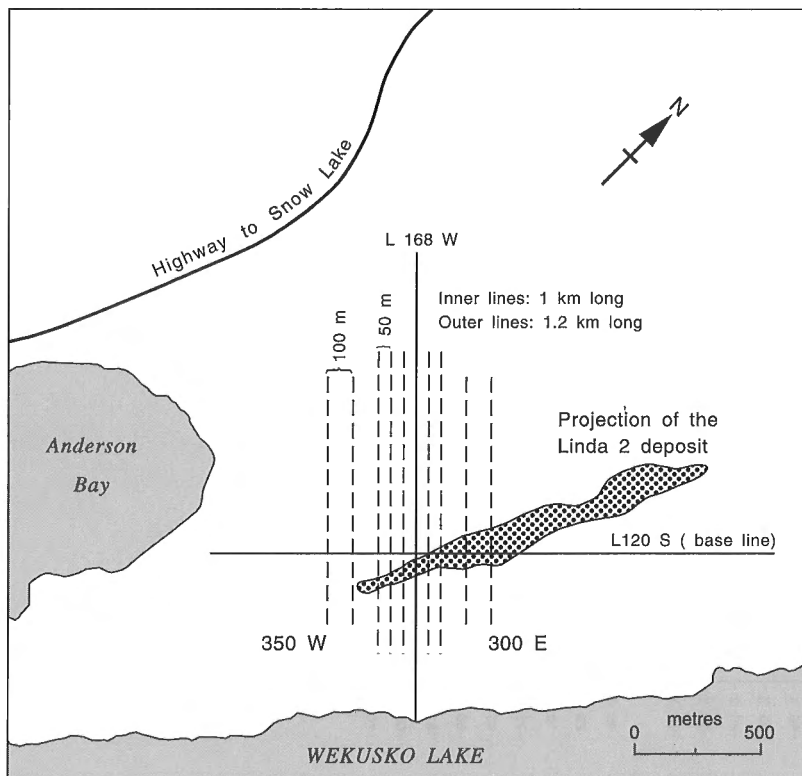 N
Highway to Snow Lake
L 168 W
Inner lines: 1 km long
Outer lines: 1.2 km long
100 m
50 m
Projection of the
Linda 2 deposit
Anderson
Bay
L120 S ( base line)
350 W
300 E
metres
0 500
WEKUSKO LAKE